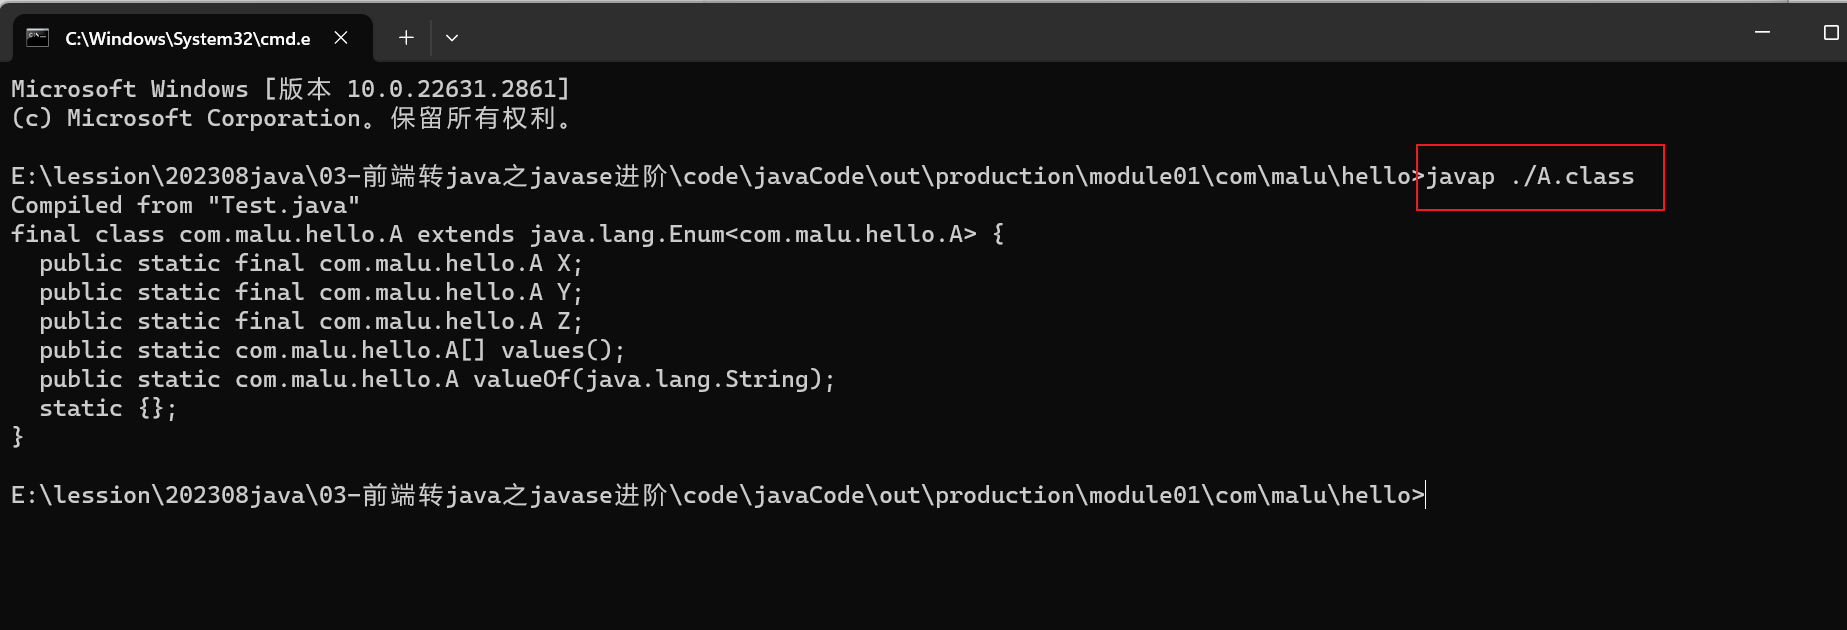 C:\Windows\System32\cmd.e
Microsoft Windows [版本 10.0.22631.2861]
(c) Microsoft Corporation。保留所有权利。
E:\lession\202308java\03-前端转java之javase进阶\code\javaCode\out\production\module01\com\malu\hello>javap ./A.class
Compiled from "Test.java"
final class com.malu.hello.A extends java.lang.Enum<com.malu.hello.A> {
  public static final com.malu.hello.A X;
  public static final com.malu.hello.A Y;
  public static final com.malu.hello.A Z;
  public static com.malu.hello.A[] values();
  public static com.malu.hello.A valueOf(java.lang.String);
  static {};
}
E:\lession\202308java\03-前端转java之javase进阶\code\javaCode\out\production\module01\com\malu\hello>